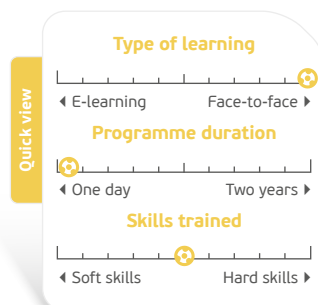 Quick view
Type of learning
◀ E-learning Face-to-face ▶
Programme duration
◀ One day Two years ▶
Skills trained
◀ Soft skills Hard skills ▶